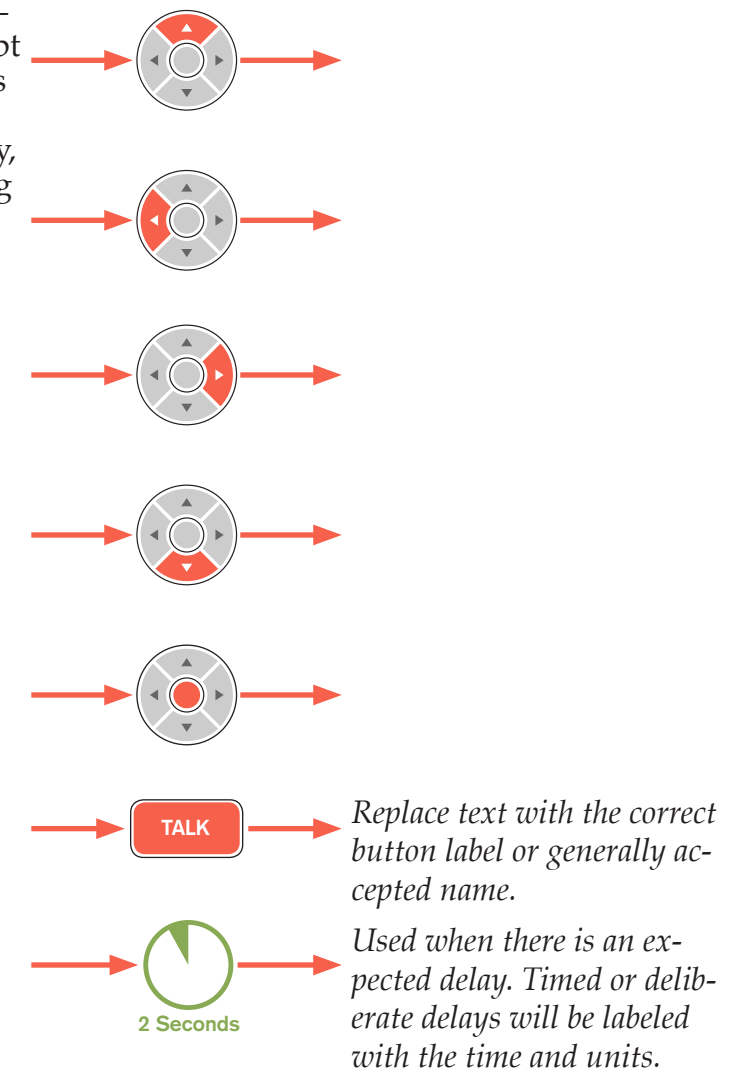 -
pt
s
y,
g
TALK
Replace text with the correct
button label or generally ac-
cepted name.
Used when there is an ex-
pected delay. Timed or delib-
erate delays will be labeled
with the time and units.
2 Seconds